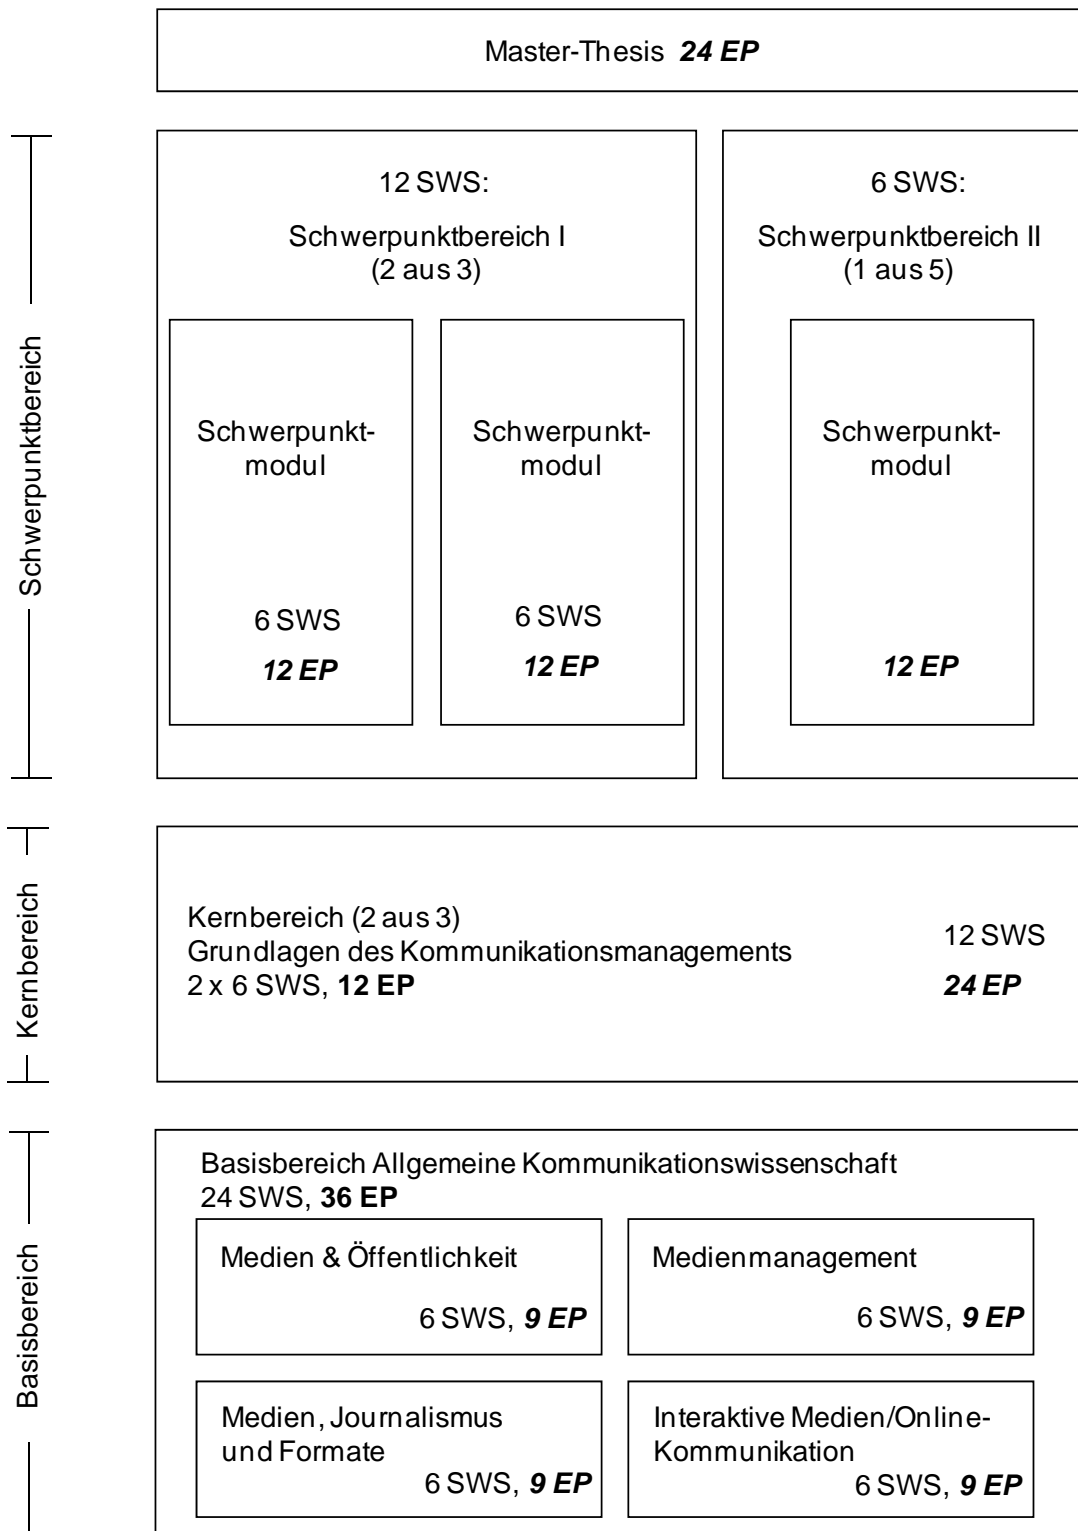 Master-Thesis 24 EP
Schwerpunktbereich
12 SWS:
Schwerpunktbereich I
(2 aus 3)
Schwerpunkt-
modul
6 SWS
12 EP
Schwerpunkt-
modul
6 SWS
12 EP
6 SWS:
Schwerpunktbereich II
(1 aus 5)
Schwerpunkt-
modul
12 EP
Kernbereich
Kernbereich (2 aus 3)
Grundlagen des Kommunikationsmanagements
2 x 6 SWS, 12 EP
12 SWS
24 EP
Basisbereich
Basisbereich Allgemeine Kommunikationswissenschaft
24 SWS, 36 EP
Medien & Öffentlichkeit
6 SWS, 9 EP
Medienmanagement
6 SWS, 9 EP
Medien, Journalismus
und Formate
6 SWS, 9 EP
Interaktive Medien/Online-
Kommunikation
6 SWS, 9 EP